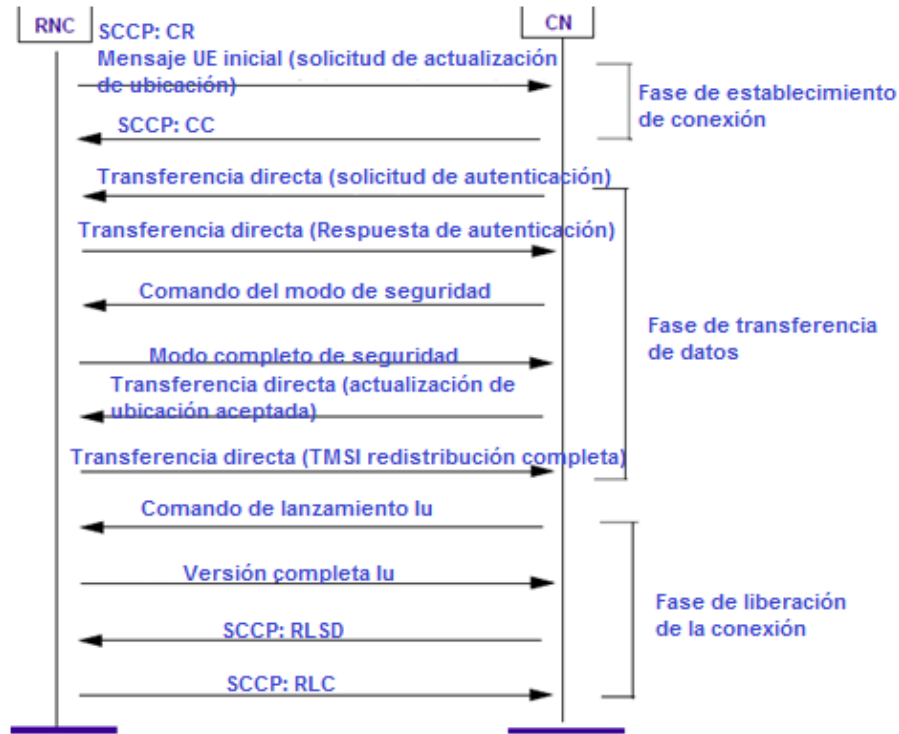 RNC
CN
SCCP: CR
Mensaje UE inicial (solicitud de actualización
de ubicación)
Fase de establecimiento
de conexión
SCCP: CC
Transferencia directa (solicitud de autenticación)
Transferencia directa (Respuesta de autenticación)
Comando del modo de seguridad
Fase de transferencia
de datos
Modo completo de seguridad
Transferencia directa (actualización de
ubicación aceptada)
Transferencia directa (TMSI redistribución completa)
Comando de lanzamiento Iu
Versión completa Iu
Fase de liberación
de la conexión
SCCP: RLSD
SCCP: RLC